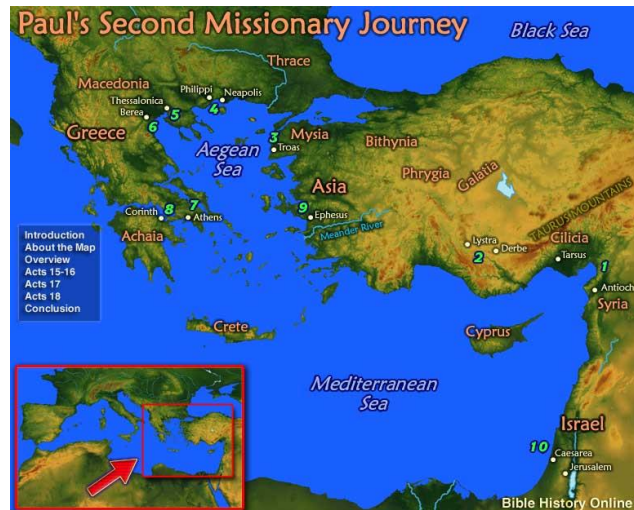 Paul's Second Missionary Journey
Black Sea
Thrace
Macedonia
Philippi
Neapolis
Thessalonica
4
5
Berea
6
Greece
3
Mysia
Troas
Bithynia
Aegean
Sea
Phrygia
Galatia
Asia
TAURUS MOUNTAINS
Corinth
8
7
Athens
9
Ephesus
Meander River
Achaia
Lystra
Derbe
2
Cilicia
Tarsus
1
Antioch
Syria
Introduction
About the Map
Overview
Acts 15-16
Acts 17
Acts 18
Conclusion
Crete
Cyprus
Mediterranean
Sea
Israel
10
Caesarea
Jerusalem
Bible History Online